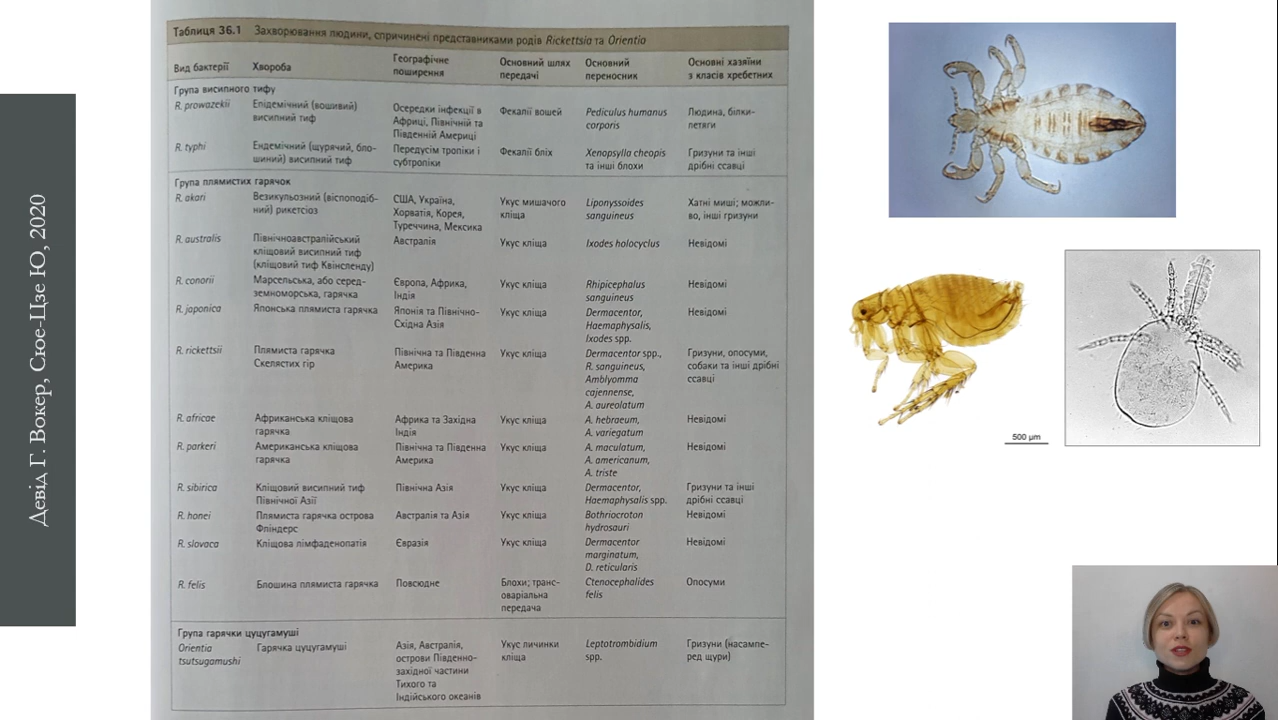 Девід Г. Вокер, Сюе-Цзе Ю, 2020
Таблиця 36.1 Захворювання людини, спричинені представниками родів Rickettsia та Orientia
Вид бактерії Хвороба Географічне поширення Основний шлях передачі Основний переносник Основні хазяїни з класів хребетних
Група висипного тифу
R. prowazekii Епідемічний (вошивий) висипний тиф Осередки інфекції в Африці, Північній та Південній Америці Фекалії вошей Pediculus humanus corporis Людина, білки-летяги
R. typhi Ендемічний (щурячий, блошиний) висипний тиф Передусім тропіки і субтропіки Фекалії бліх Xenopsylla cheopis та інші блохи Гризуни та інші дрібні ссавці
Група плямистих гарячок
R. akari Везикульозний (віспоподібний) рикетсіоз США, Україна, Хорватія, Корея, Туреччина, Мексика Укус мишачого кліща Liponyssoides sanguineus Хатні миші; можливо, інші гризуни
R. australis Північноавстралійський кліщовий висипний тиф (кліщовий тиф Квінсленду) Австралія Укус кліща Ixodes holocyclus Невідомі
R. conorii Марсельська, або середземноморська, гарячка Європа, Африка, Індія Укус кліща Rhipicephalus sanguineus Невідомі
R. japonica Японська плямиста гарячка Японія та Північно-Східна Азія Укус кліща Dermacentor, Haemaphysalis, Ixodes spp. Невідомі
R. rickettsii Плямиста гарячка Скелястих гір Північна та Південна Америка Укус кліща Dermacentor spp., R. sanguineus, Amblyomma cajennense, A. aureolatum Гризуни, опосуми, собаки та інші дрібні ссавці
R. africae Африканська кліщова гарячка Африка та Західна Індія Укус кліща A. hebraeum, A. variegatum Невідомі
R. parkeri Американська кліщова гарячка Північна та Південна Америка Укус кліща A. maculatum, A. americanum, A. triste Невідомі
R. sibirica Кліщовий висипний тиф Північної Азії Північна Азія Укус кліща Dermacentor, Haemaphysalis spp. Гризуни та інші дрібні ссавці
R. honei Плямиста гарячка острова Фліндерс Австралія та Азія Укус кліща Bothriocroton hydrosauri Невідомі
R. slovaca Кліщова лімфаденопатія Євразія Укус кліща Dermacentor marginatum, D. reticularis Невідомі
R. felis Блошина плямиста гарячка Повсюдне Блохи; трансоваріальна передача Ctenocephalides felis Опосуми
Група гарячки цуцугамуші
Orientia tsutsugamushi Гарячка цуцугамуші Азія, Австралія, острови Південно-західної частини Тихого та Індійського океанів Укус личинки кліща Leptotrombidium spp. Гризуни (насамперед щури)
500 µm